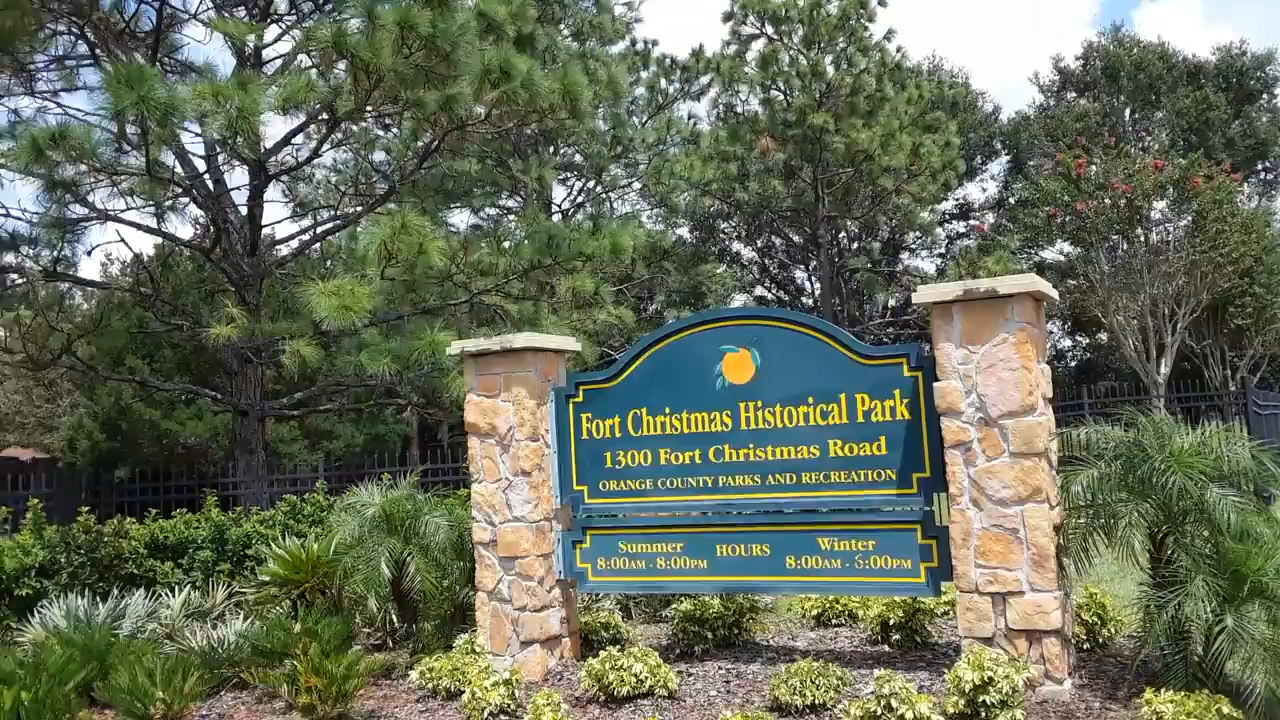 Fort Christmas Historical Park
1300 Fort Christmas Road
ORANGE COUNTY PARKS AND RECREATION
Summer HOURS Winter
8:00AM - 8:00PM 8:00AM - 6:00PM